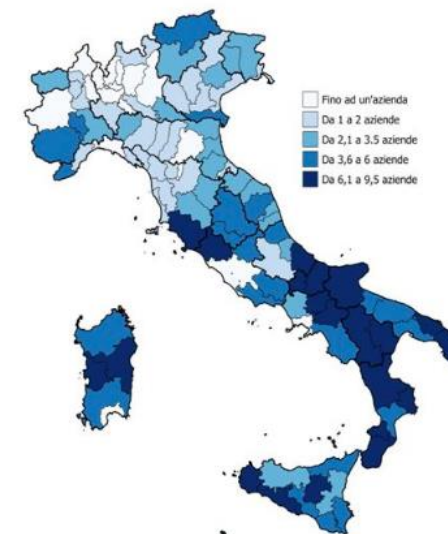 Fino ad un'azienda
Da 1 a 2 aziende
Da 2,1 a 3.5 aziende
Da 3,6 a 6 aziende
Da 6,1 a 9,5 aziende